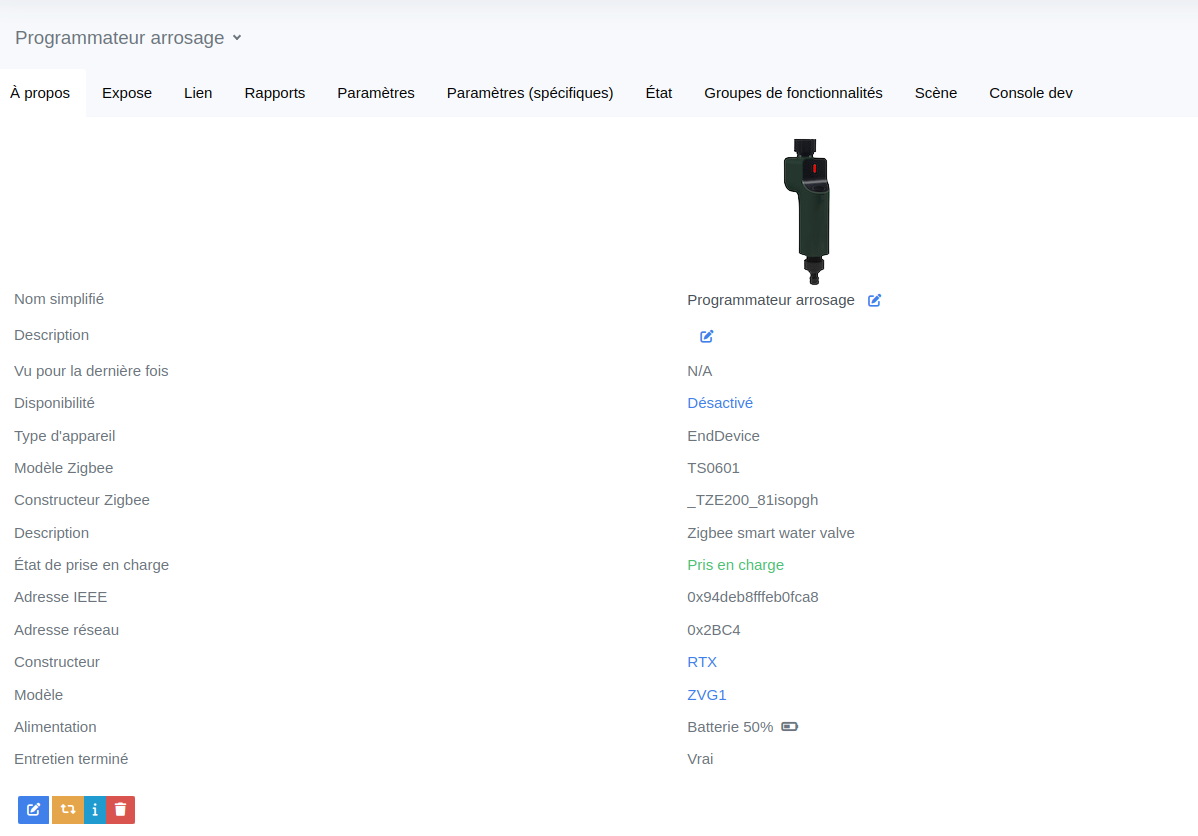 Programmateur arrosage
À propos Expose Lien Rapports Paramètres Paramètres (spécifiques) État Groupes de fonctionnalités Scène Console dev
Nom simplifié Programmateur arrosage
Description
Vu pour la dernière fois N/A
Disponibilité Désactivé
Type d'appareil EndDevice
Modèle Zigbee TS0601
Constructeur Zigbee _TZE200_81isopgh
Description Zigbee smart water valve
État de prise en charge Pris en charge
Adresse IEEE 0x94deb8fffeb0fca8
Adresse réseau 0x2BC4
Constructeur RTX
Modèle ZVG1
Alimentation Batterie 50%
Entretien terminé Vrai